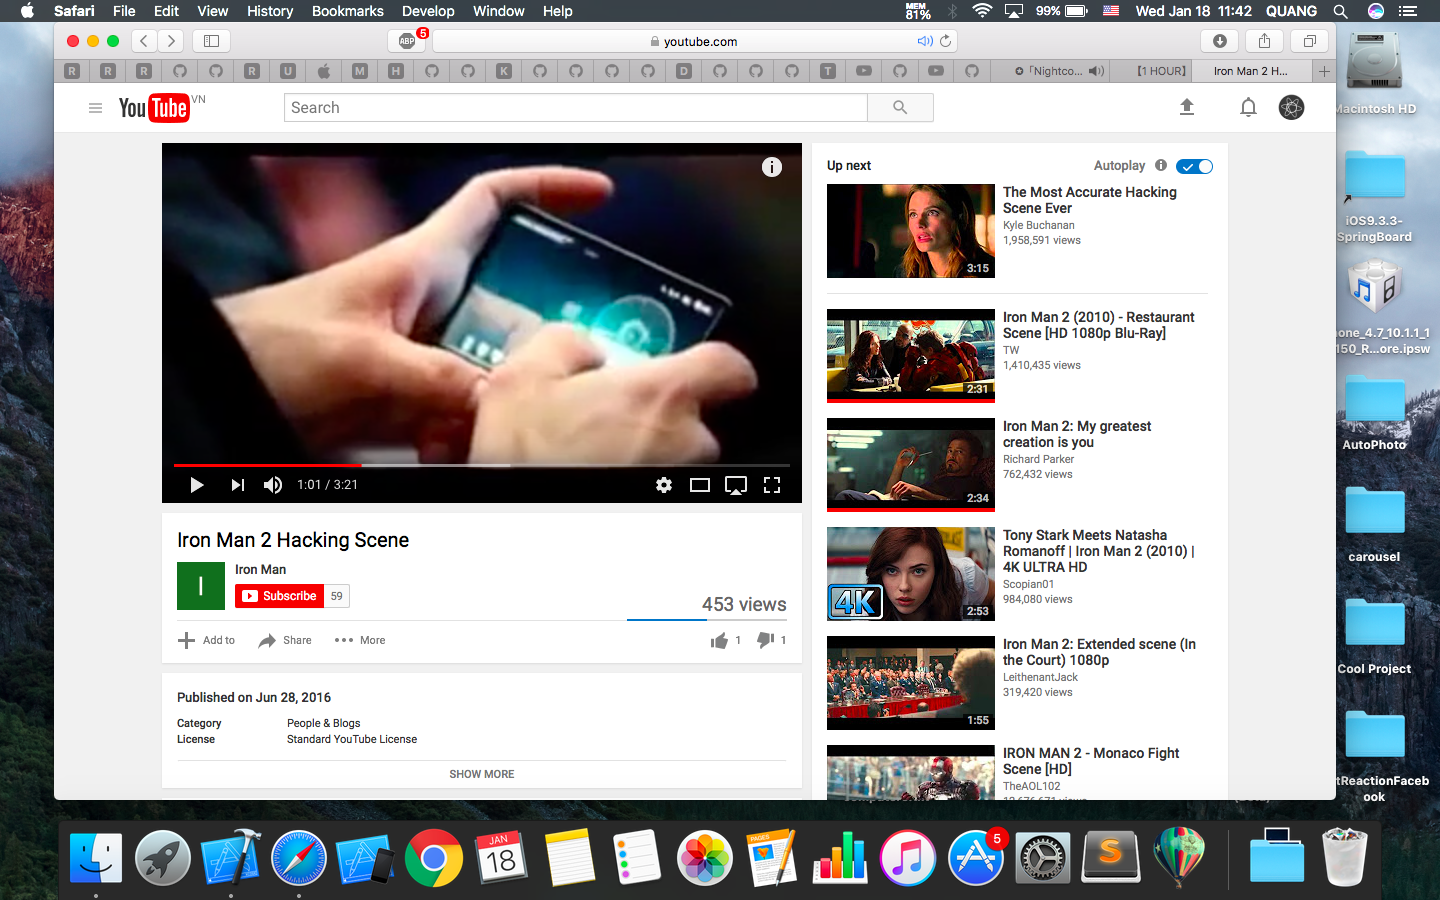 Safari File Edit View History Bookmarks Develop Window Help
MEM 81% 99% Wed Jan 18 11:42 QUANG
ABP 5 youtube.com
R R R R U M H K D T 「Nightco... [1 HOUR] Iron Man 2 H...
YouTube VN
Search
1:01 / 3:21
Iron Man 2 Hacking Scene
I
Iron Man
Subscribe 59
453 views
Add to Share More 1 1
Published on Jun 28, 2016
Category People & Blogs
License Standard YouTube License
SHOW MORE
Up next Autoplay
The Most Accurate Hacking
Scene Ever
Kyle Buchanan
1,958,591 views
3:15
Iron Man 2 (2010) - Restaurant
Scene [HD 1080p Blu-Ray]
TW
1,410,435 views
2:31
Iron Man 2: My greatest
creation is you
Richard Parker
762,432 views
2:34
Tony Stark Meets Natasha
Romanoff | Iron Man 2 (2010) |
4K ULTRA HD
Scopian01
984,080 views
4K
2:53
Iron Man 2: Extended scene (In
the Court) 1080p
LeithenantJack
319,420 views
1:55
IRON MAN 2 - Monaco Fight
Scene [HD]
TheAOL102
Macintosh HD
iOS9.3.3-
SpringBoard
one_4.7_10.1.1_1
150_R...ore.ipsw
AutoPhoto
carousel
Cool Project
tReactionFaceb
ook
JAN
18
PAGES
5
S